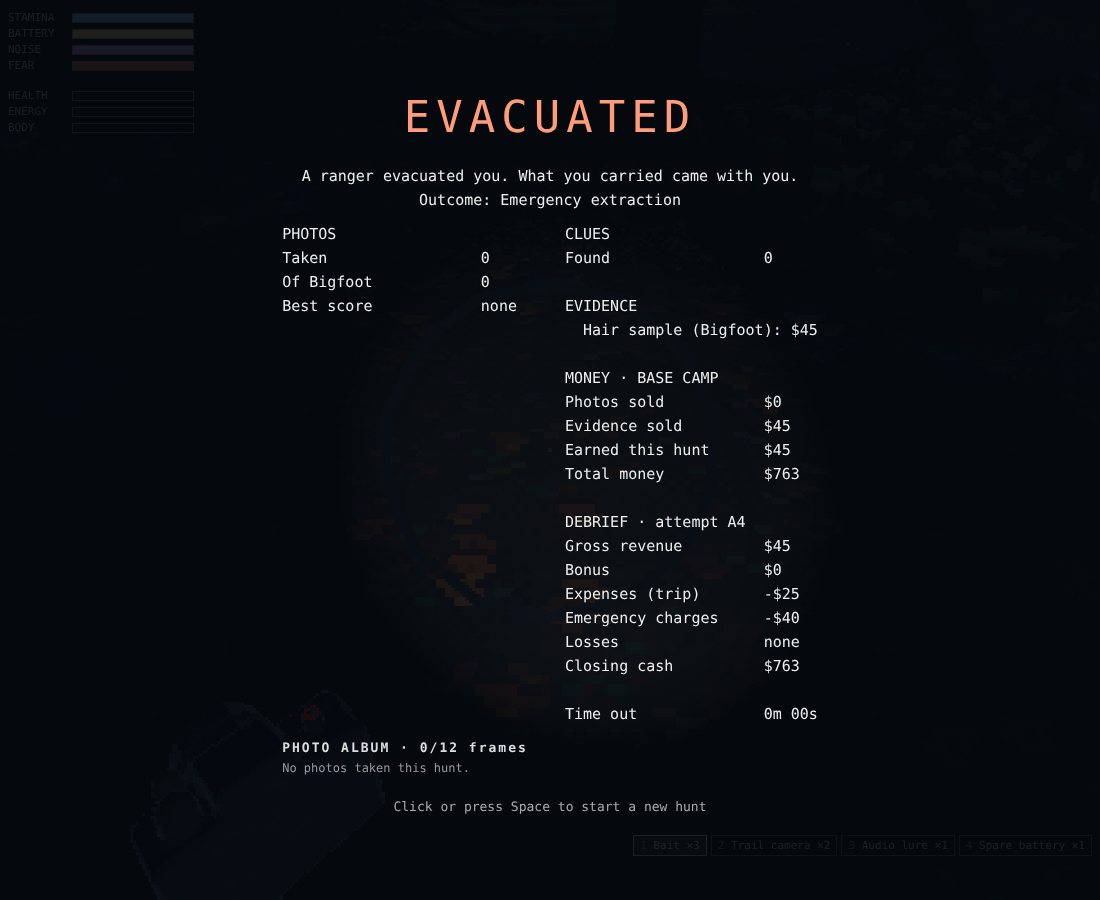 STAMINA
BATTERY
NOISE
FEAR
HEALTH
ENERGY
BODY
EVACUATED
A ranger evacuated you. What you carried came with you.
Outcome: Emergency extraction
PHOTOS
Taken 0
Of Bigfoot 0
Best score none
CLUES
Found 0
EVIDENCE
Hair sample (Bigfoot): $45
MONEY · BASE CAMP
Photos sold $0
Evidence sold $45
Earned this hunt $45
Total money $763
DEBRIEF · attempt A4
Gross revenue $45
Bonus $0
Expenses (trip) -$25
Emergency charges -$40
Losses none
Closing cash $763
Time out 0m 00s
PHOTO ALBUM · 0/12 frames
No photos taken this hunt.
Click or press Space to start a new hunt
1 Bait ×3 2 Trail camera ×2 3 Audio lure ×1 4 Spare battery ×1